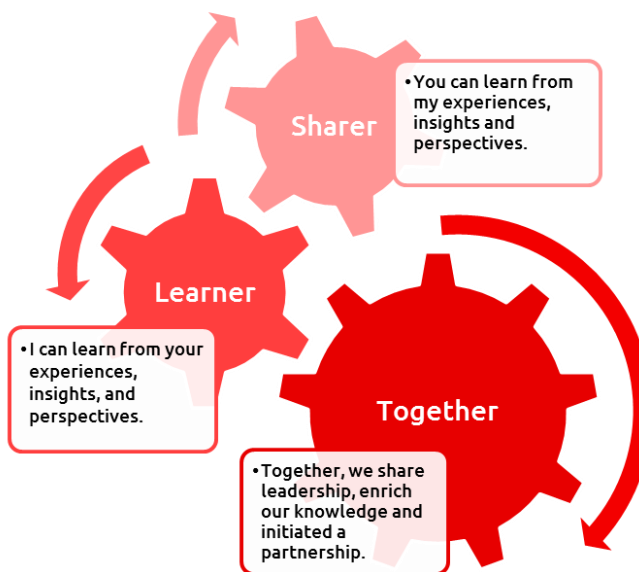 Sharer
•You can learn from
my experiences,
insights and
perspectives.
Learner
•I can learn from your
experiences,
insights, and
perspectives.
Together
•Together, we share
leadership, enrich
our knowledge and
initiated a
partnership.